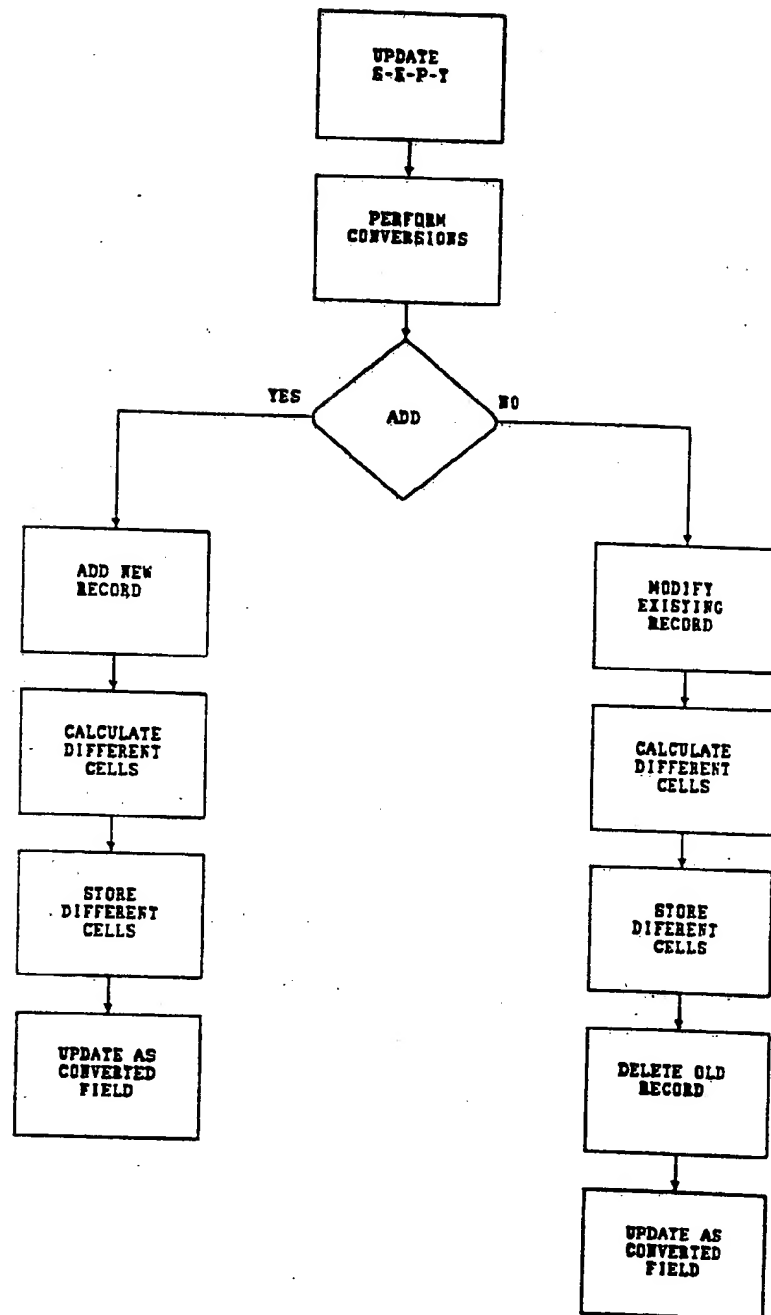 UPDATE
S-E-P-T
PERFORM
CONVERSIONS
YES
ADD
NO
ADD NEW
RECORD
CALCULATE
DIFFERENT
CELLS
STORE
DIFFERENT
CELLS
UPDATE AS
CONVERTED
FIELD
MODIFY
EXISTING
RECORD
CALCULATE
DIFFERENT
CELLS
STORE
DIFERENT
CELLS
DELETE OLD
RECORD
UPDATE AS
CONVERTED
FIELD